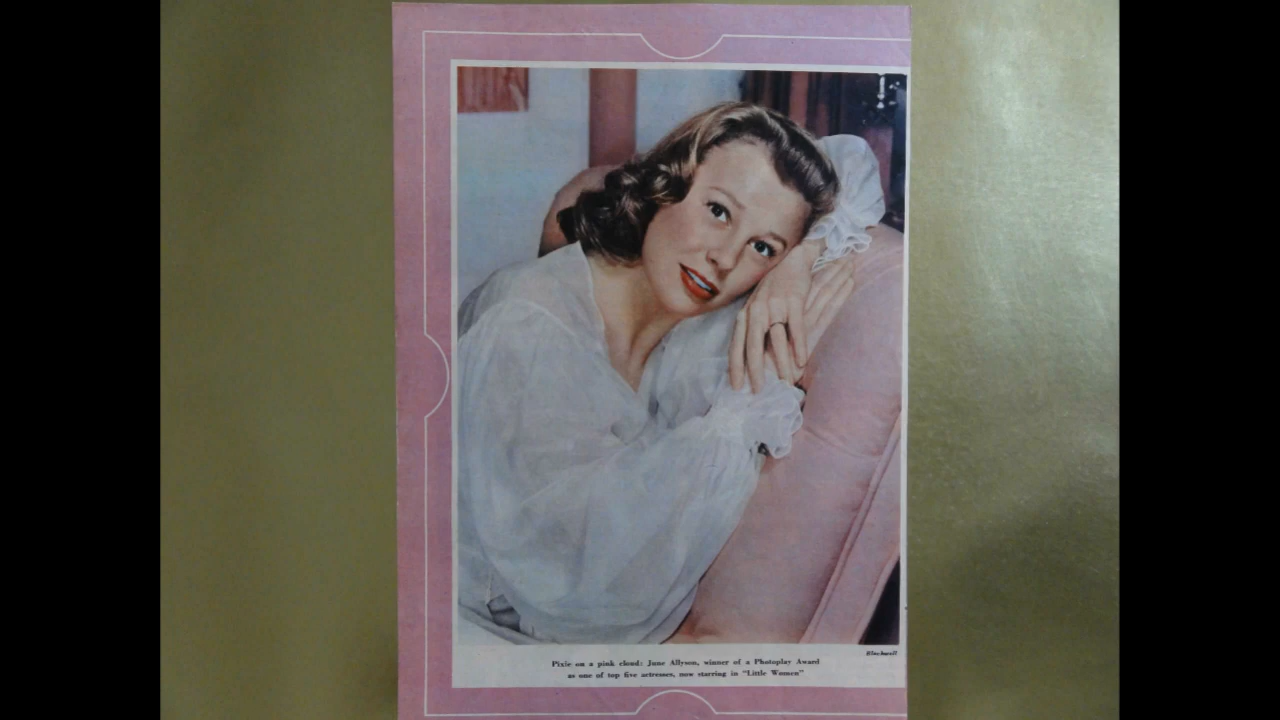 Blackwell
Pixie on a pink cloud: June Allyson, winner of a Photoplay Award
as one of top five actresses, now starring in "Little Women"